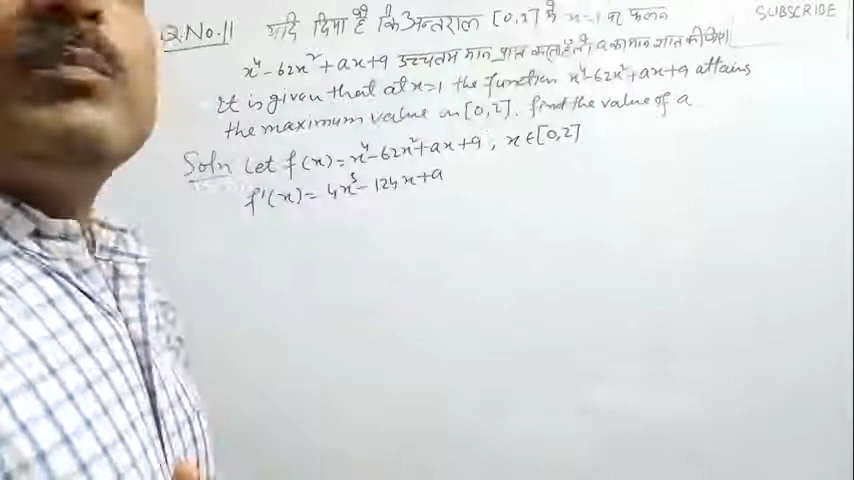 Q.No.11 यदि दिया है कि अन्तराल [0,2] में x=1 पर फलन
SUBSCRIBE
x⁴-62x²+ax+9 उच्चतम मान प्राप्त करता है तो, a का मान ज्ञात कीजिए।
It is given that at x=1 the function x⁴-62x²+ax+9 attains
the maximum value in [0,2]. find the value of a
Soln Let f(x)=x⁴-62x²+ax+9, x∈[0,2]
f'(x)=4x³-124x+a